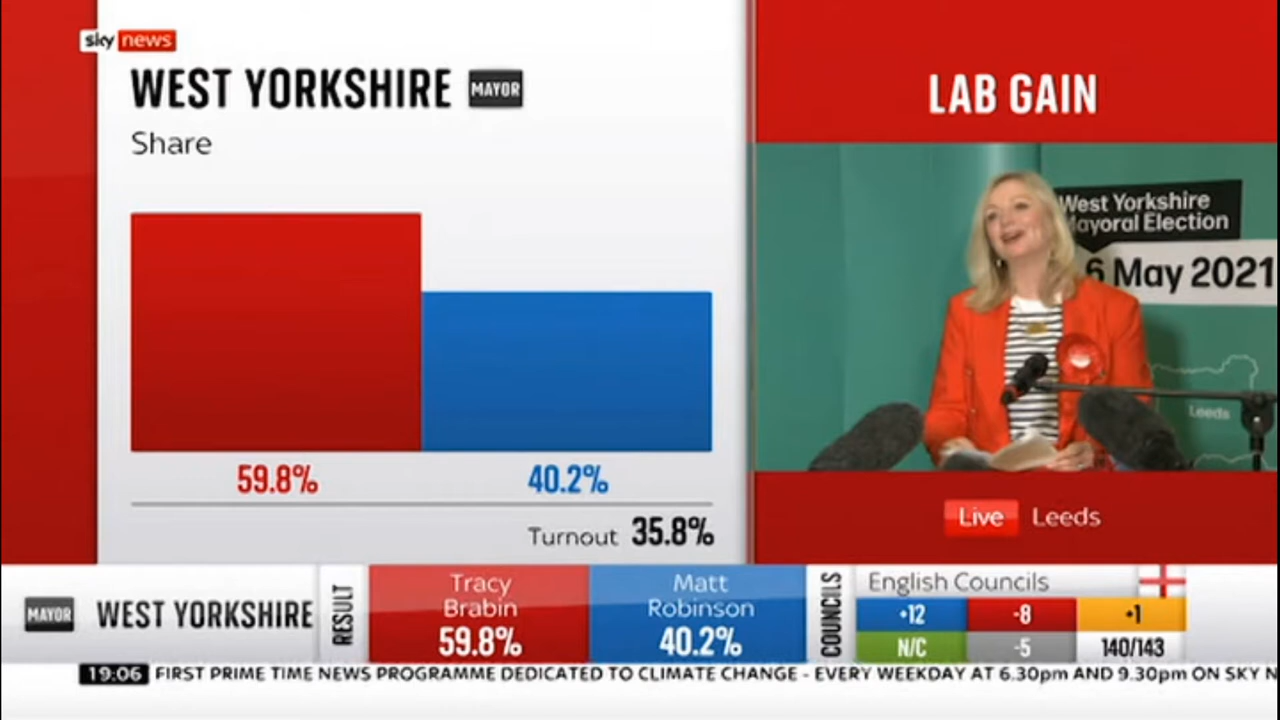 sky news
WEST YORKSHIRE MAYOR
Share
59.8% 40.2%
Turnout 35.8%
LAB GAIN
West Yorkshire
Mayoral Election
6 May 2021
Leeds
Live Leeds
MAYOR WEST YORKSHIRE
RESULT
Tracy
Brabin
59.8%
Matt
Robinson
40.2%
COUNCILS
English Councils
+12 -8 +1
N/C -5 140/143
19:06 FIRST PRIME TIME NEWS PROGRAMME DEDICATED TO CLIMATE CHANGE - EVERY WEEKDAY AT 6.30pm AND 9.30pm ON SKY N